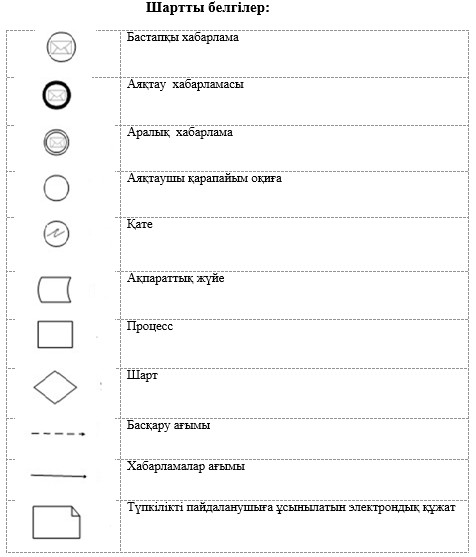 Шартты белгілер:
Бастапқы хабарлама
Аяқтау хабарламасы
Аралық хабарлама
Аяқтаушы қарапайым оқиға
Қате
Ақпараттық жүйе
Процесс
Шарт
Басқару ағымы
Хабарламалар ағымы
Түпкілікті пайдаланушыға ұсынылатын электрондық құжат